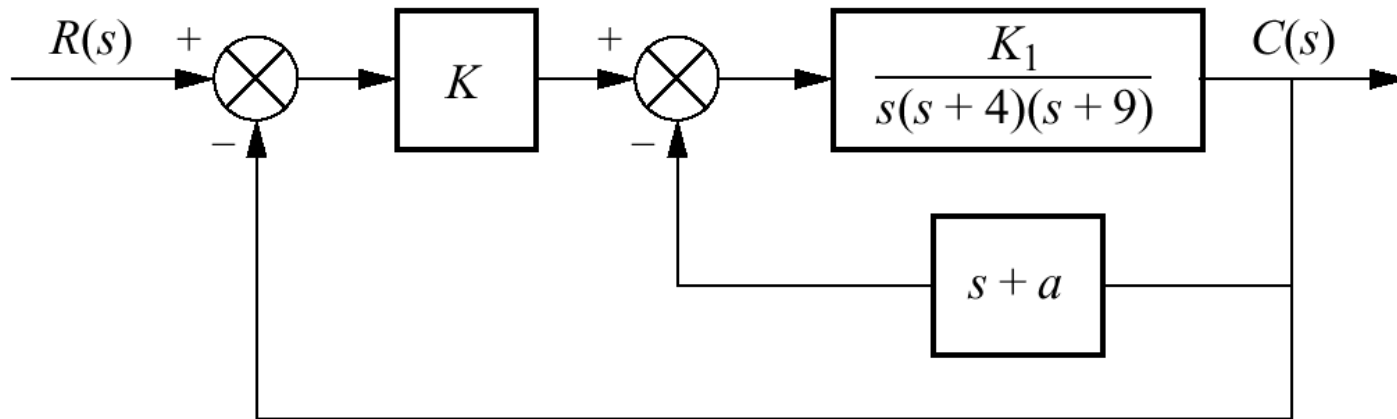 R(s)
+
−
K
+
−
K₁
s(s + 4)(s + 9)
C(s)
s + a